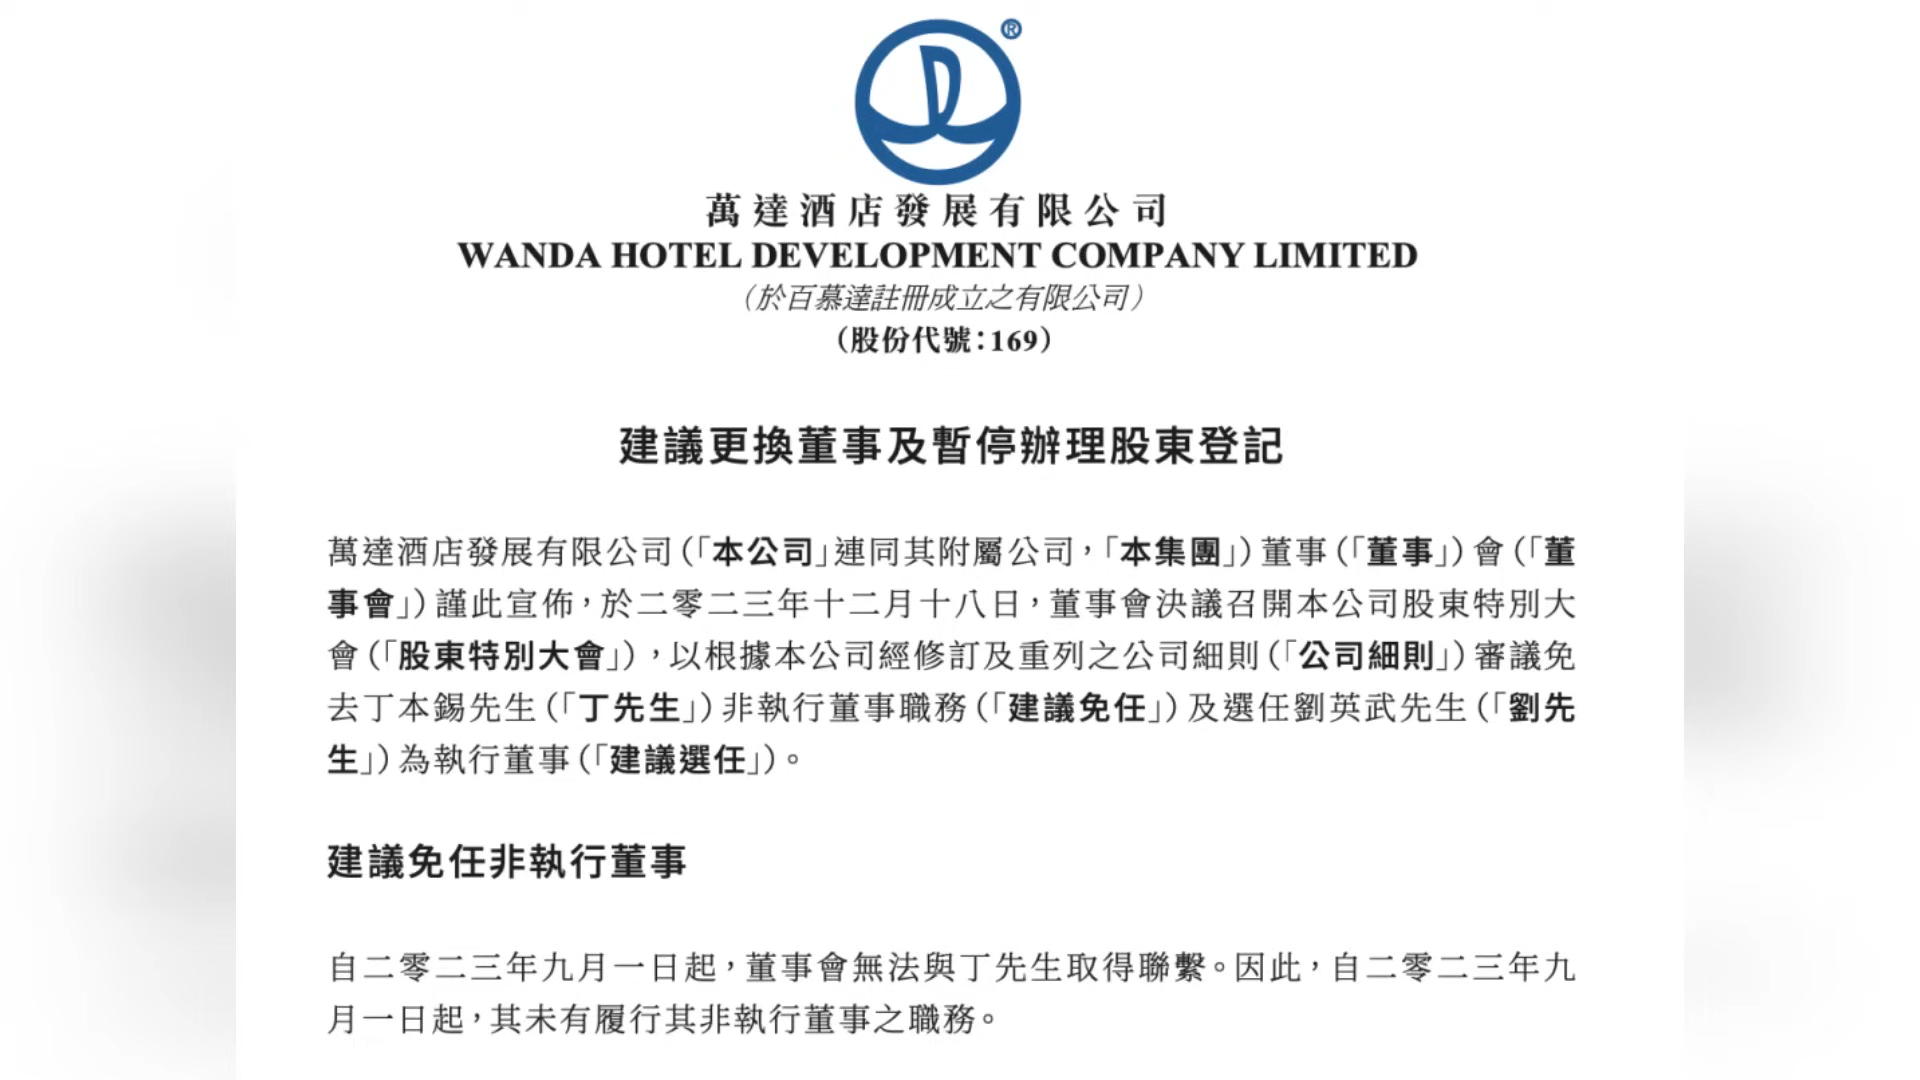 ®
萬達酒店發展有限公司
WANDA HOTEL DEVELOPMENT COMPANY LIMITED
（於百慕達註冊成立之有限公司）
（股份代號：169）
建議更換董事及暫停辦理股東登記
萬達酒店發展有限公司（「本公司」連同其附屬公司，「本集團」）董事（「董事」）會（「董
事會」）謹此宣佈，於二零二三年十二月十八日，董事會決議召開本公司股東特別大
會（「股東特別大會」），以根據本公司經修訂及重列之公司細則（「公司細則」）審議免
去丁本錫先生（「丁先生」）非執行董事職務（「建議免任」）及選任劉英武先生（「劉先
生」）為執行董事（「建議選任」）。
建議免任非執行董事
自二零二三年九月一日起，董事會無法與丁先生取得聯繫。因此，自二零二三年九
月一日起，其未有履行其非執行董事之職務。